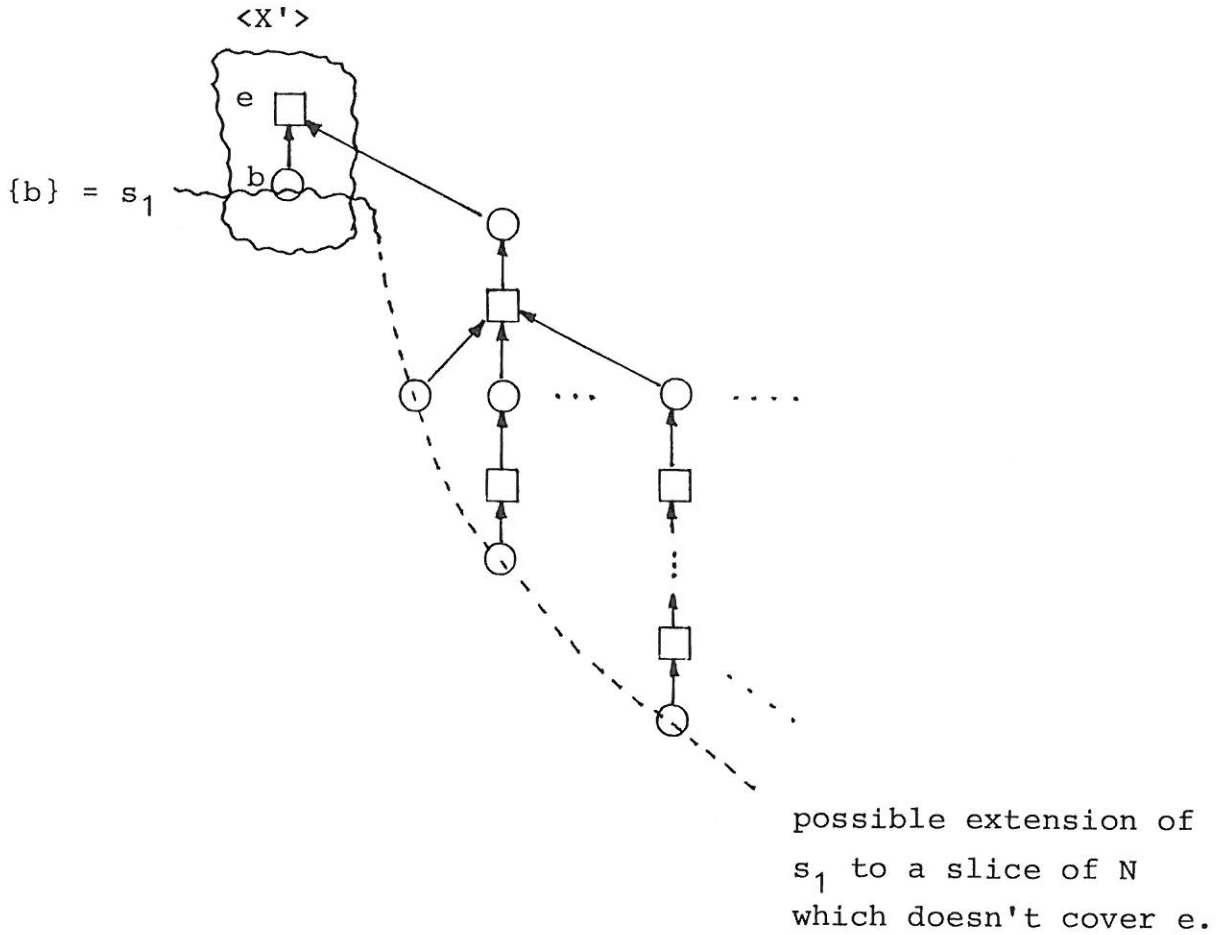 <X'>
e
b
{b} = s₁
... ....
possible extension of
s₁ to a slice of N
which doesn't cover e.